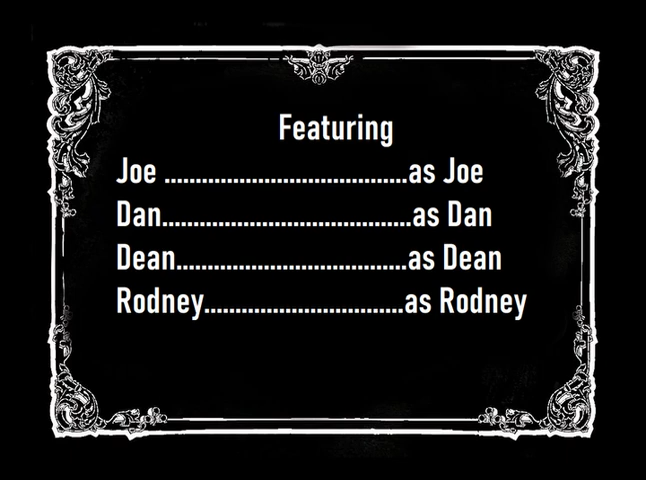 Featuring
Joe .......................................as Joe
Dan........................................as Dan
Dean.....................................as Dean
Rodney................................as Rodney